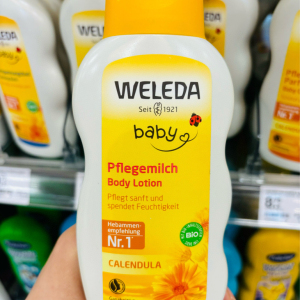 WELEDA
Seit 1921
baby
Pflegemilch
Body Lotion
Pflegt sanft und
spendet Feuchtigkeit
Hebammen-
empfehlung
Nr. 1
BIO
CALENDULA